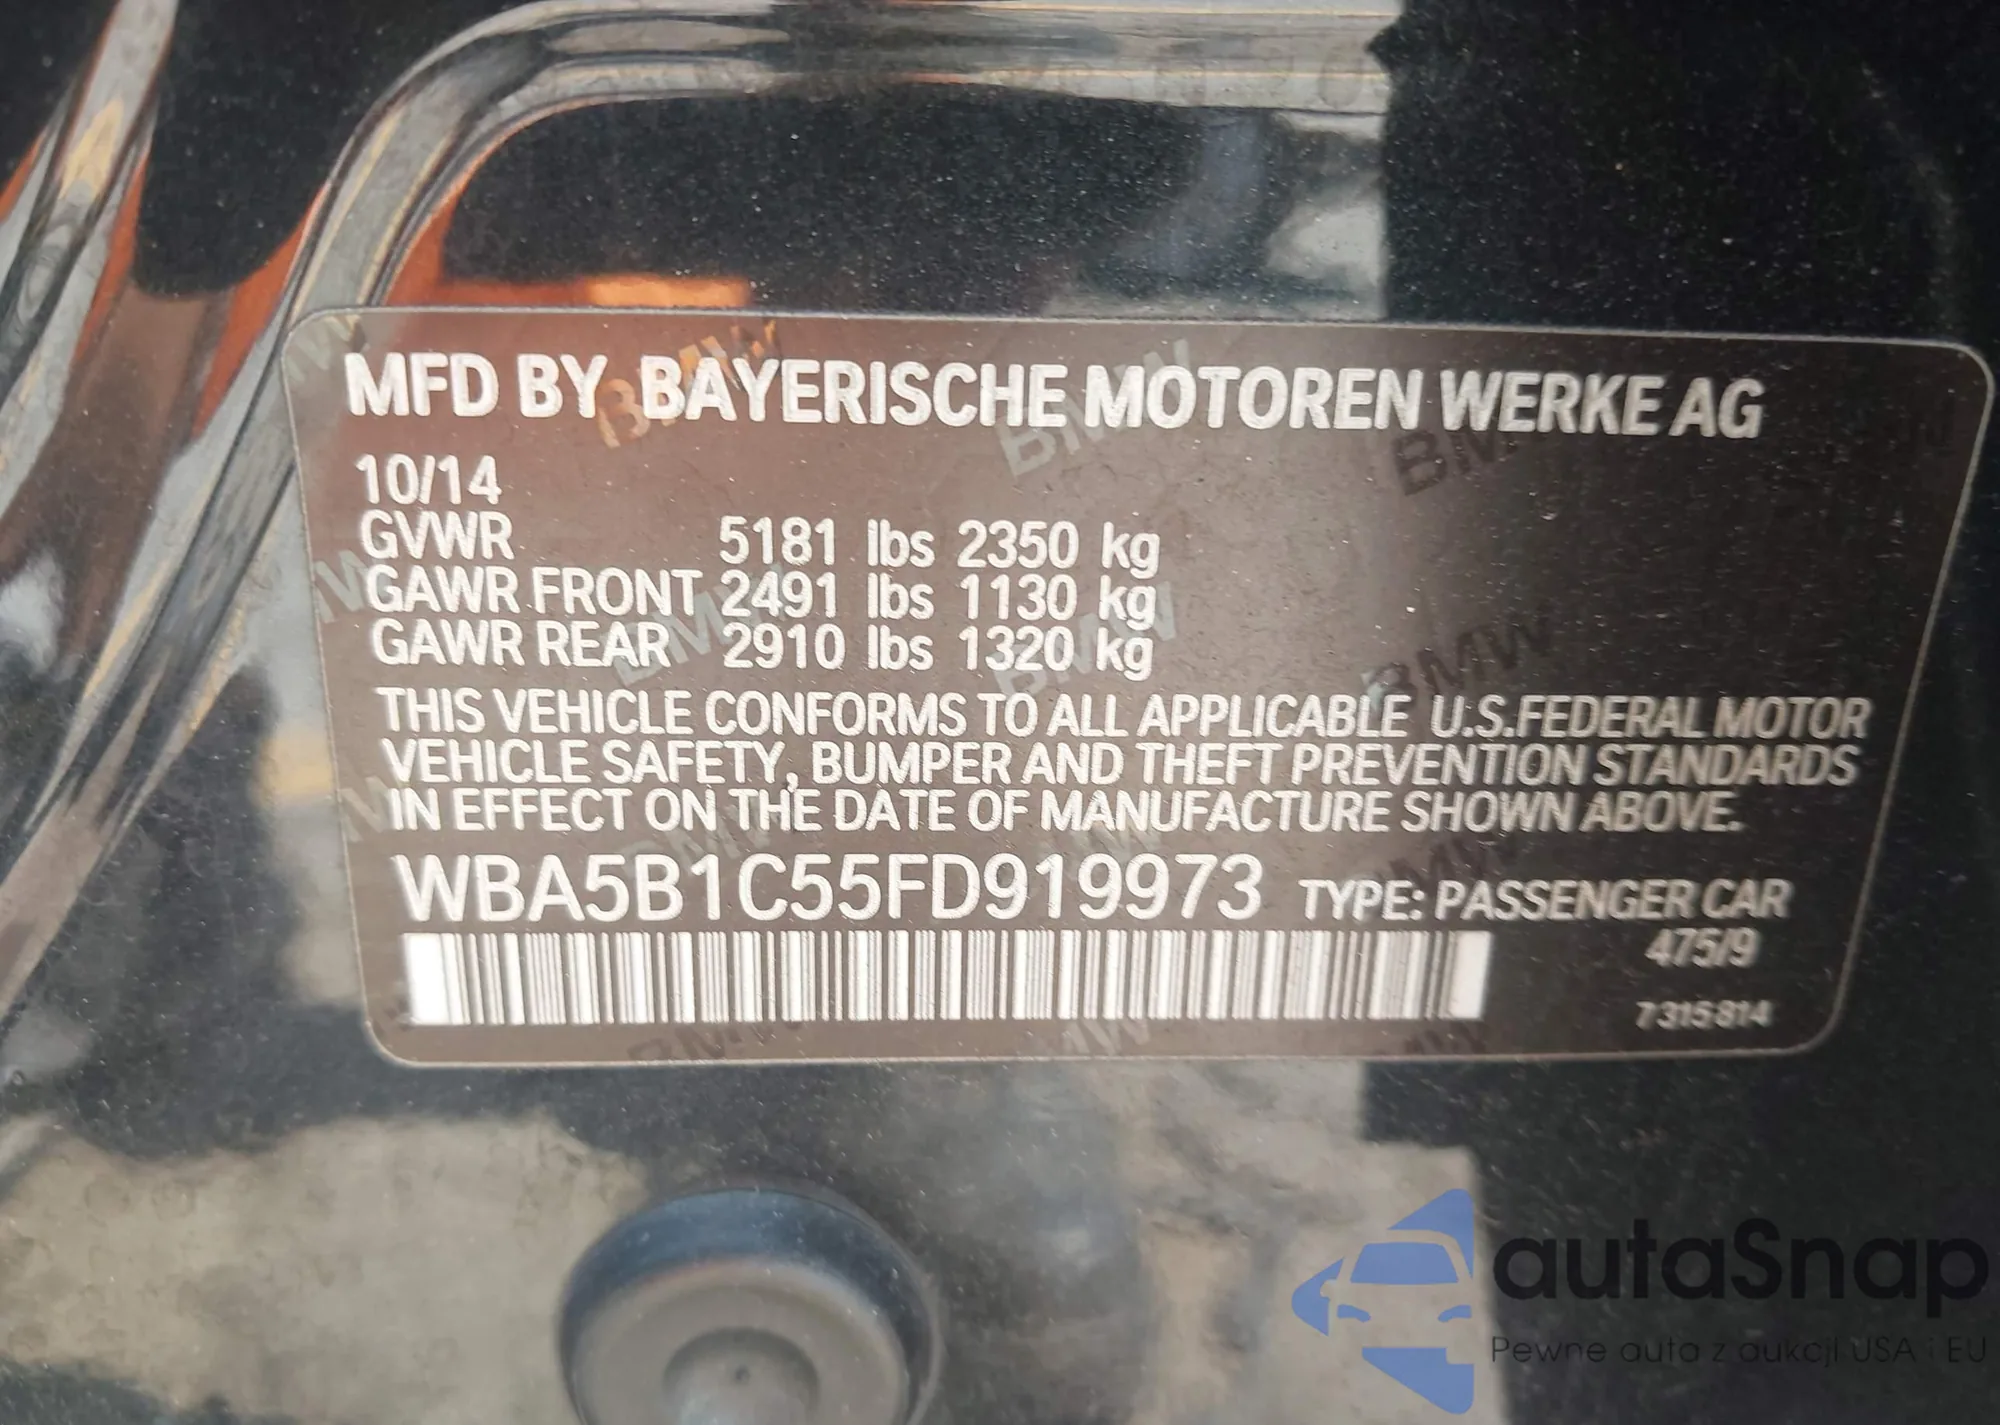 MFD BY BAYERISCHE MOTOREN WERKE AG
10/14
GVWR 5181 lbs 2350 kg
GAWR FRONT 2491 lbs 1130 kg
GAWR REAR 2910 lbs 1320 kg
THIS VEHICLE CONFORMS TO ALL APPLICABLE U.S.FEDERAL MOTOR
VEHICLE SAFETY, BUMPER AND THEFT PREVENTION STANDARDS
IN EFFECT ON THE DATE OF MANUFACTURE SHOWN ABOVE.
WBA5B1C55FD919973 TYPE: PASSENGER CAR
475/9
7315814
autaSnap
Pewne auta z aukcji USA i EU